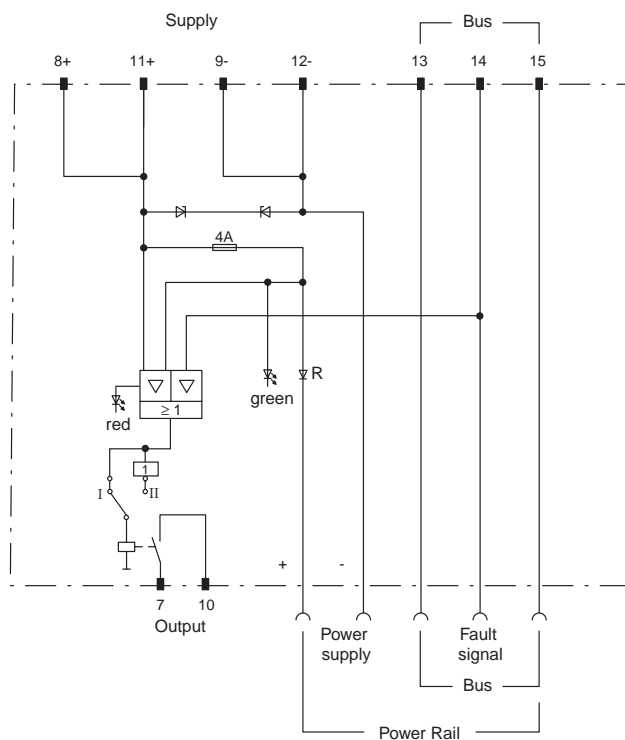 Supply
Bus
8+
11+
9-
12-
13
14
15
4A
R
green
red
≥ 1
1
I
II
+
-
7
10
Output
Power
supply
Fault
signal
Bus
Power Rail